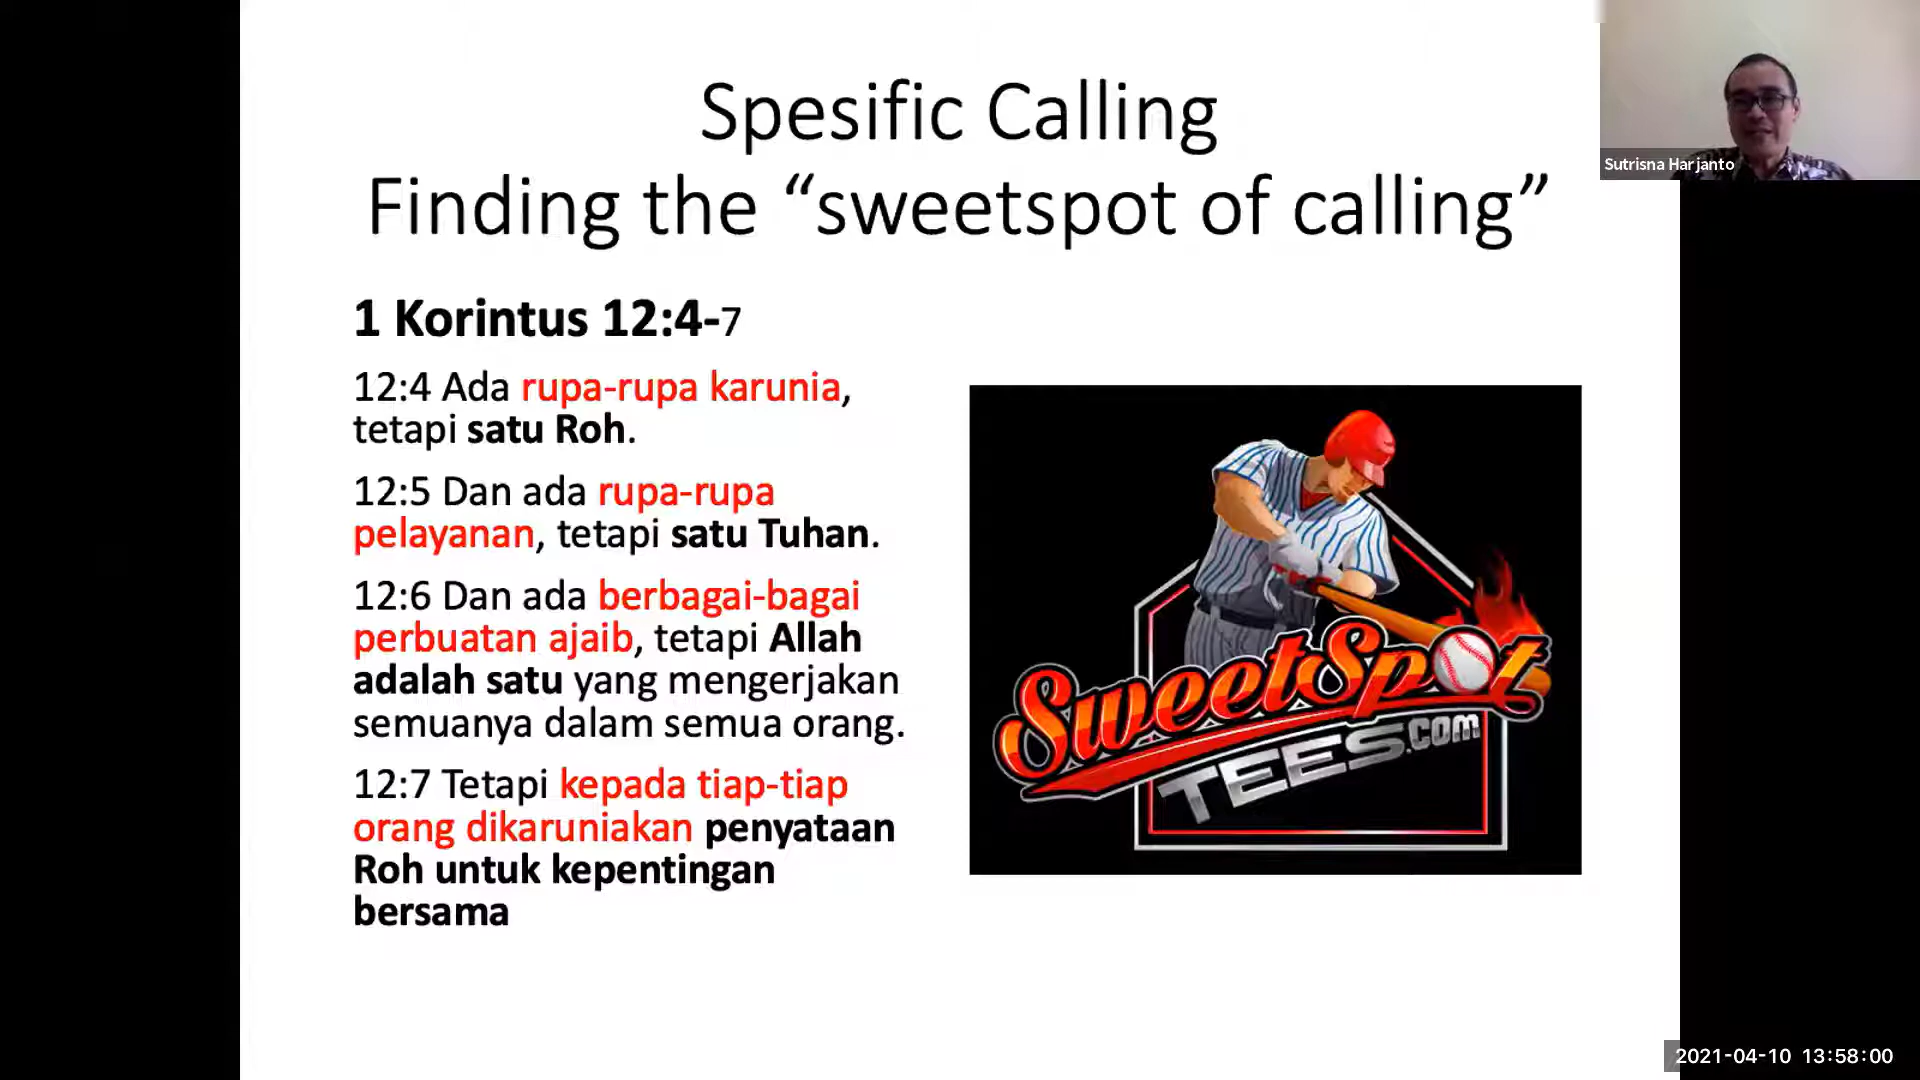 Spesific Calling
Finding the “sweetspot of calling”
Sutrisna Harjanto
1 Korintus 12:4-7
12:4 Ada rupa-rupa karunia,
tetapi satu Roh.
12:5 Dan ada rupa-rupa
pelayanan, tetapi satu Tuhan.
12:6 Dan ada berbagai-bagai
perbuatan ajaib, tetapi Allah
adalah satu yang mengerjakan
semuanya dalam semua orang.
12:7 Tetapi kepada tiap-tiap
orang dikaruniakan penyataan
Roh untuk kepentingan
bersama
SweetSpot
TEES.COM
2021-04-10 13:58:00